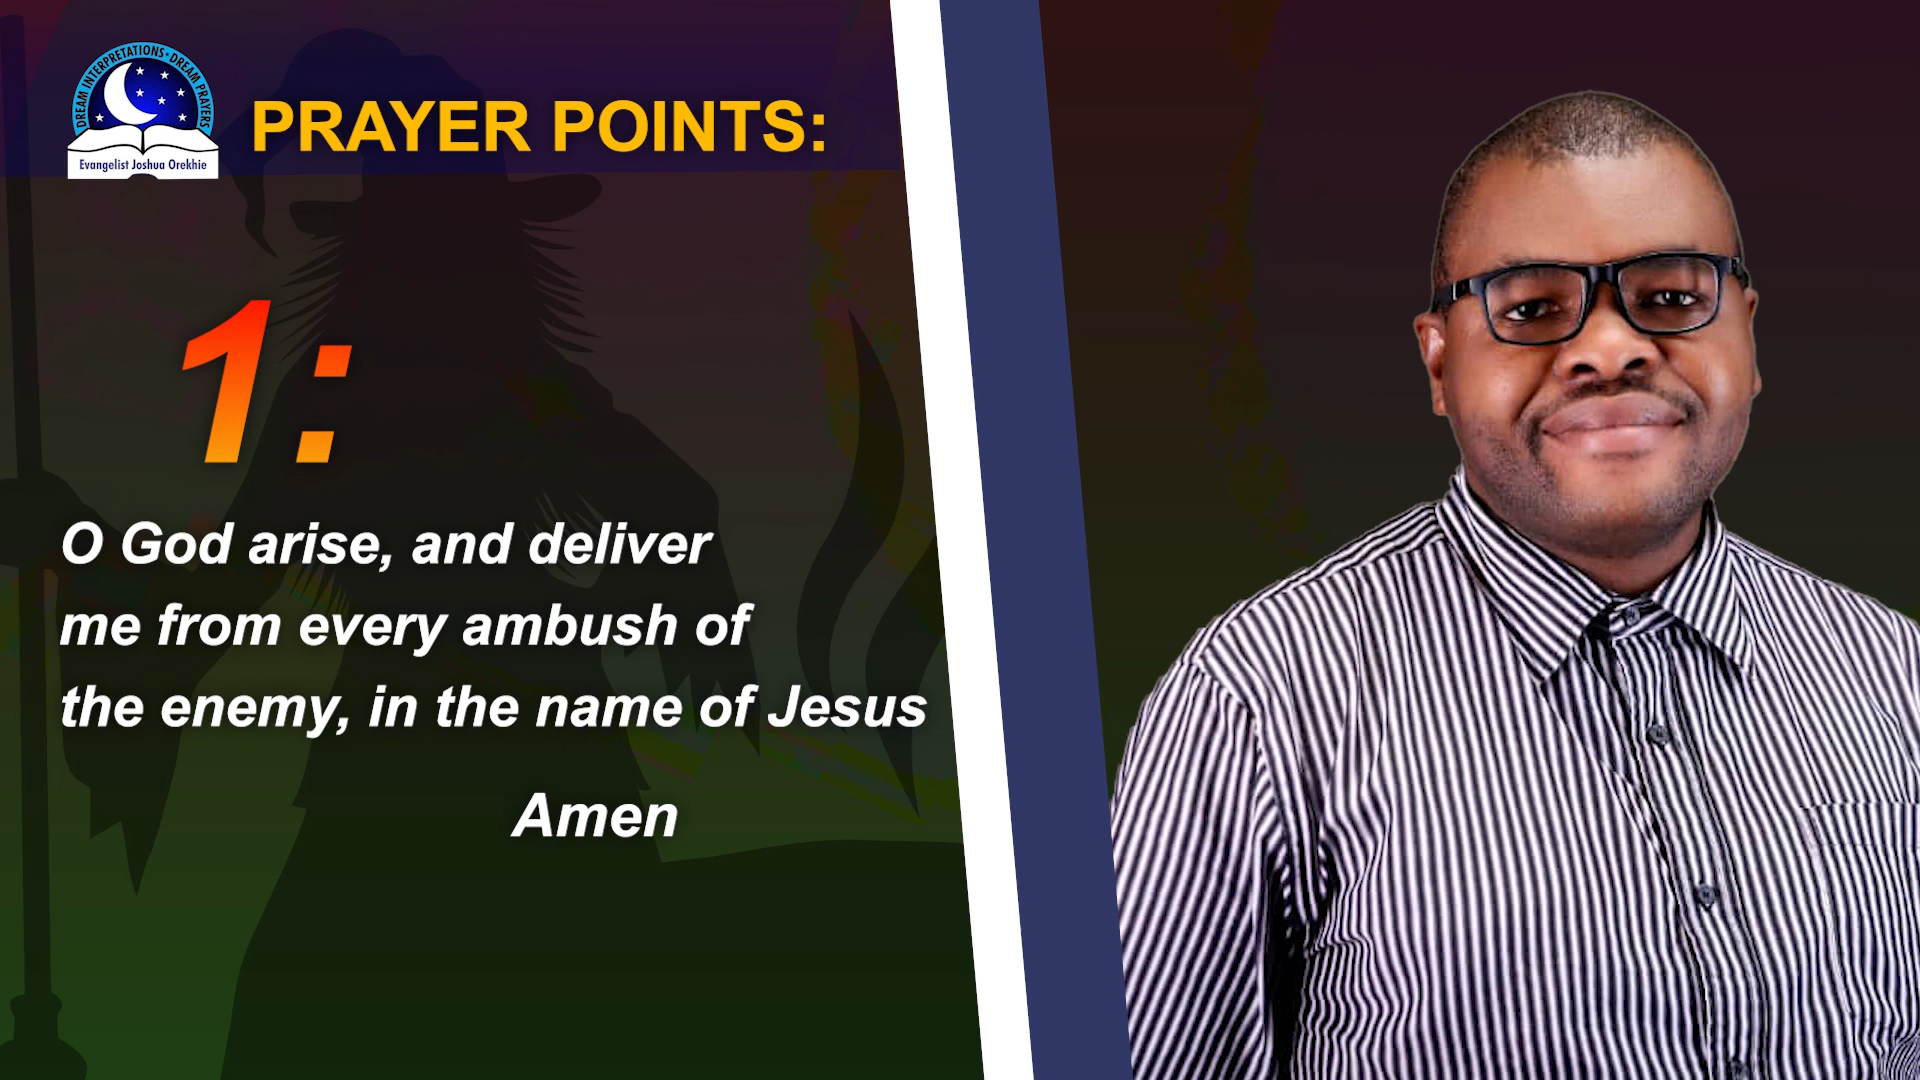 DREAM INTERPRETATIONS • DREAM PRAYERS
Evangelist Joshua Orekhie
PRAYER POINTS:
1:
O God arise, and deliver
me from every ambush of
the enemy, in the name of Jesus
Amen